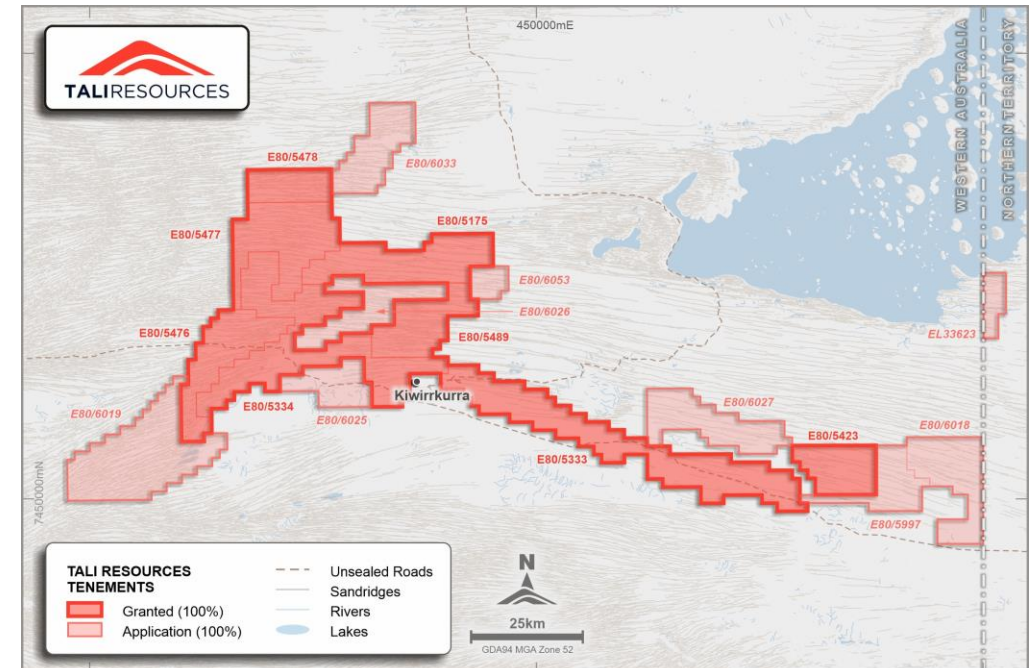 450000mE
TALIRESOURCES
WESTERN AUSTRALIA
NORTHERN TERRITORY
E80/5478
E80/6033
E80/5477
E80/5175
E80/6053
E80/6026
E80/5476
E80/5489
EL33623
Kiwirrkurra
E80/6019
E80/5334
E80/6025
E80/6027
E80/5423
E80/6018
E80/5333
E80/5997
7450000mN
TALI RESOURCES
TENEMENTS
Granted (100%)
Application (100%)
Unsealed Roads
Sandridges
Rivers
Lakes
N
25km
GDA94 MGA Zone 52